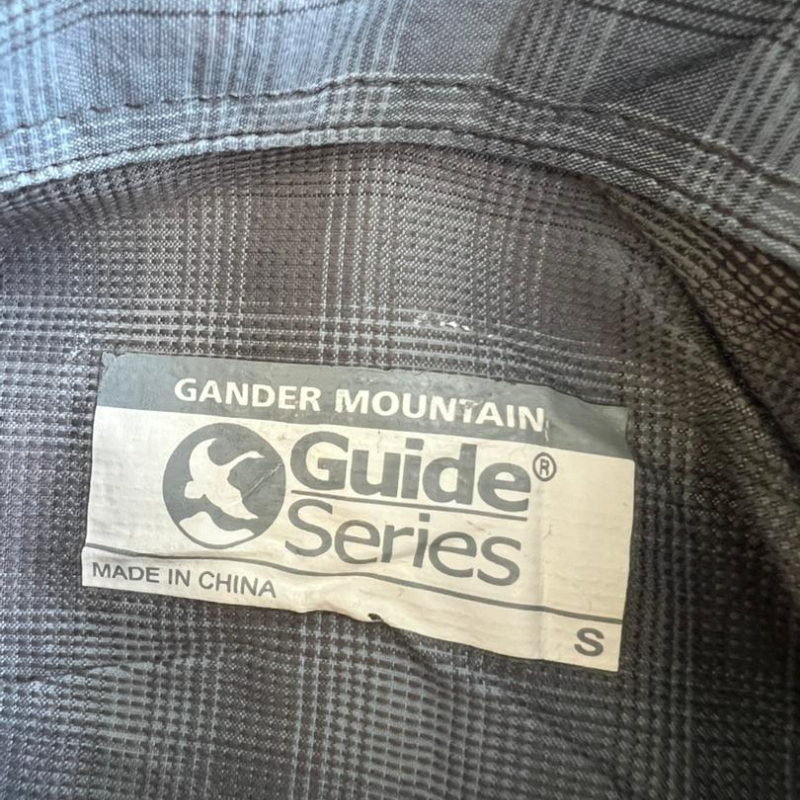 GANDER MOUNTAIN
Guide®
Series
MADE IN CHINA
S